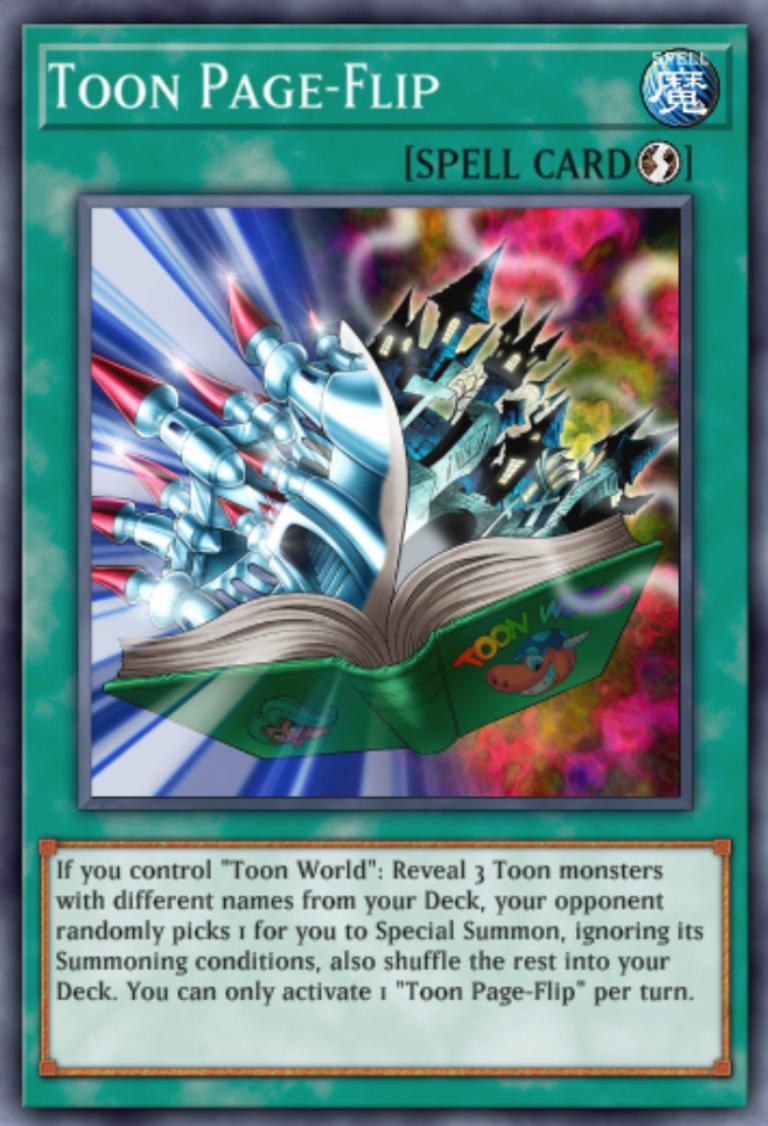 TOON PAGE-FLIP
SPELL
魔
[SPELL CARD]
TOON WORLD
If you control "Toon World": Reveal 3 Toon monsters
with different names from your Deck, your opponent
randomly picks 1 for you to Special Summon, ignoring its
Summoning conditions, also shuffle the rest into your
Deck. You can only activate 1 "Toon Page-Flip" per turn.